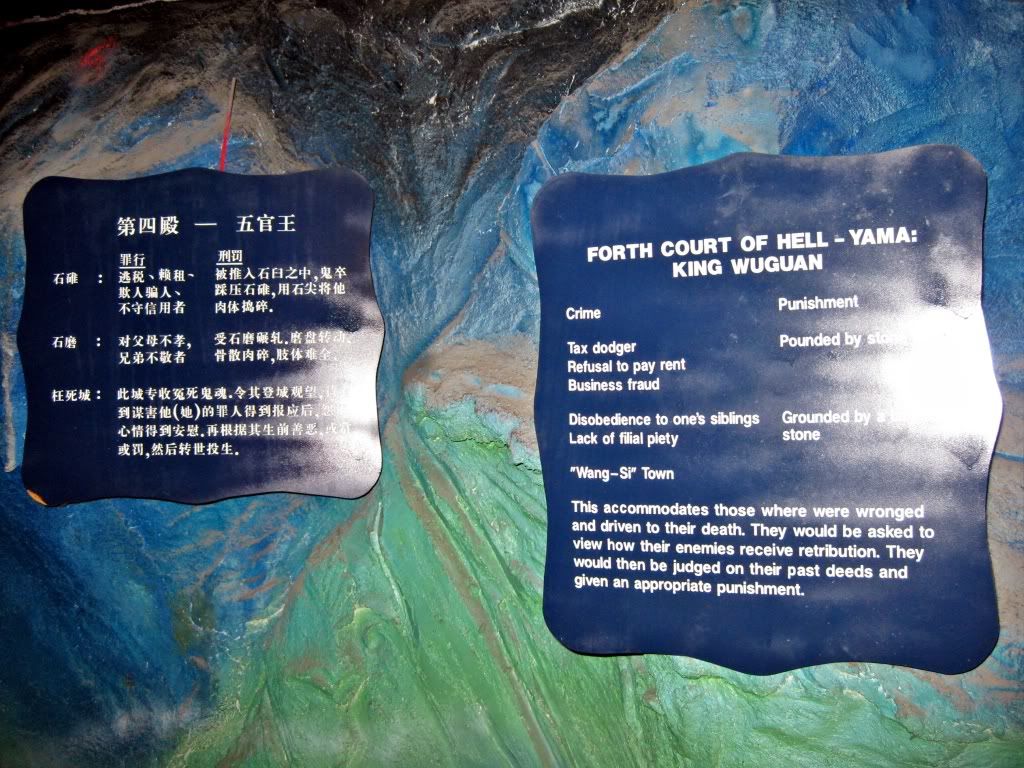 第四殿 — 五官王
罪行 刑罚
石碓 : 逃税、赖租、 被推入石臼之中,鬼卒
欺人骗人、 踩压石碓,用石尖将他
不守信用者 肉体捣碎.
石磨 : 对父母不孝, 受石磨碾轧.磨盘转动,
兄弟不敬者 骨散肉碎,肢体难全.
枉死城: 此城专收冤死鬼魂.令其登城观望,
到谋害他(她)的罪人得到报应后,
心情得到安慰.再根据其生前善恶,或
或罚,然后转世投生.
FORTH COURT OF HELL – YAMA:
KING WUGUAN
Crime Punishment
Tax dodger Pounded by
Refusal to pay rent
Business fraud
Disobedience to one's siblings Grounded by a
Lack of filial piety stone
"Wang–Si" Town
This accommodates those where were wronged
and driven to their death. They would be asked to
view how their enemies receive retribution. They
would then be judged on their past deeds and
given an appropriate punishment.